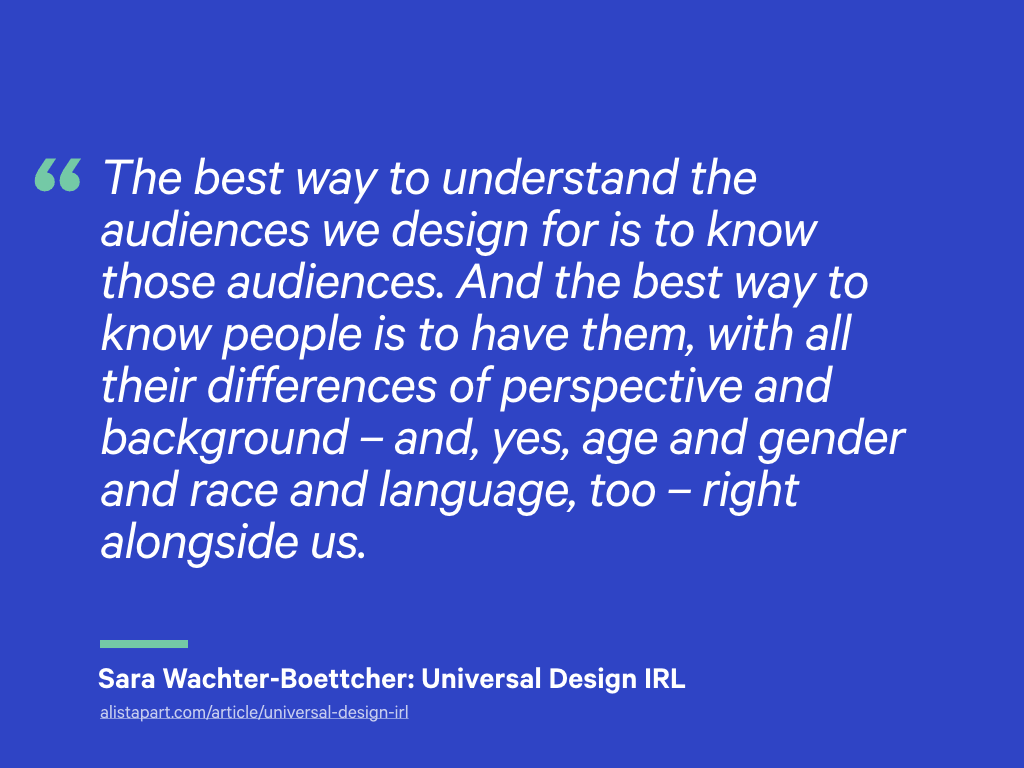 “ The best way to understand the
audiences we design for is to know
those audiences. And the best way to
know people is to have them, with all
their differences of perspective and
background – and, yes, age and gender
and race and language, too – right
alongside us.
Sara Wachter-Boettcher: Universal Design IRL
alistapart.com/article/universal-design-irl